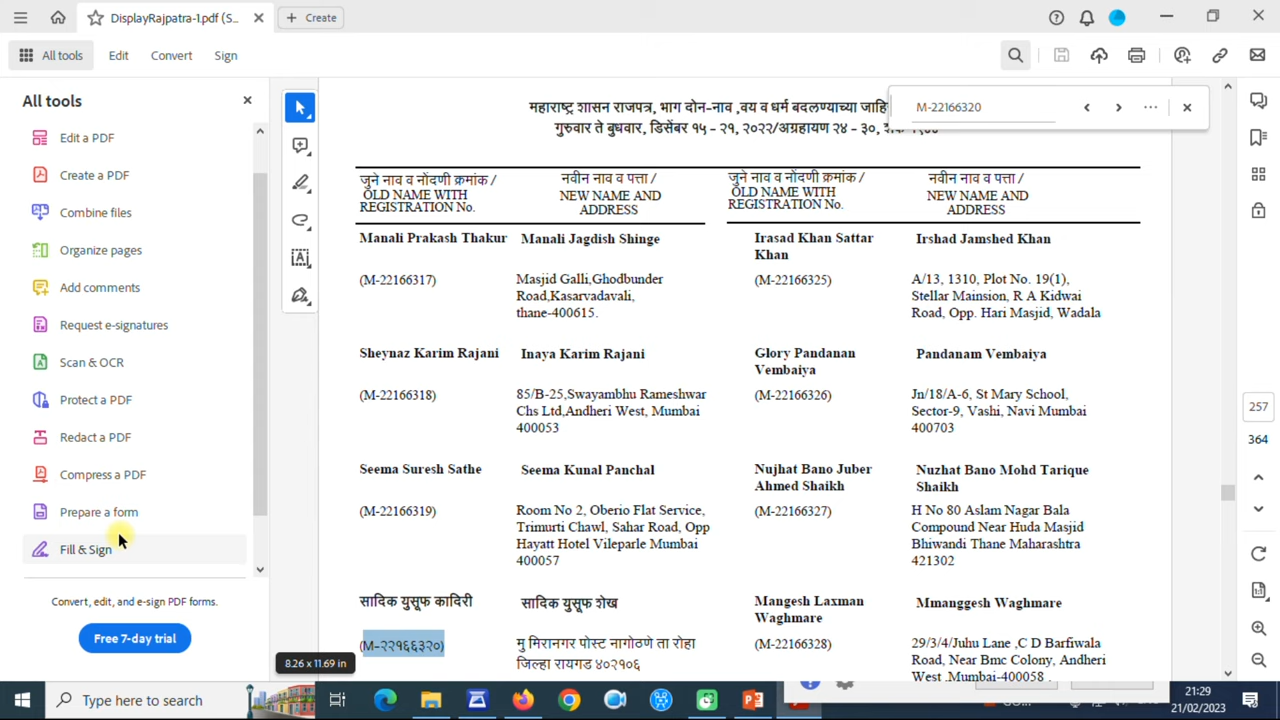 DisplayRajpatra-1.pdf (S...
Create
All tools
Edit
Convert
Sign
All tools
Edit a PDF
Create a PDF
Combine files
Organize pages
Add comments
Request e-signatures
Scan & OCR
Protect a PDF
Redact a PDF
Compress a PDF
Prepare a form
Fill & Sign
Convert, edit, and e-sign PDF forms.
Free 7-day trial
M-22166320
महाराष्ट्र शासन राजपत्र, भाग दोन-नाव ,वय व धर्म बदलण्याच्या जाहि
गुरुवार ते बुधवार, डिसेंबर १५ - २१, २०२२/अग्रहायण २४ - ३०,
जुने नाव व नोंदणी क्रमांक /
OLD NAME WITH
REGISTRATION No.
नवीन नाव व पत्ता /
NEW NAME AND
ADDRESS
जुने नाव व नोंदणी क्रमांक /
OLD NAME WITH
REGISTRATION No.
नवीन नाव व पत्ता /
NEW NAME AND
ADDRESS
Manali Prakash Thakur
(M-22166317)
Manali Jagdish Shinge
Masjid Galli,Ghodbunder
Road,Kasarvadavali,
thane-400615.
Irasad Khan Sattar
Khan
(M-22166325)
Irshad Jamshed Khan
A/13, 1310, Plot No. 19(1),
Stellar Mainsion, R A Kidwai
Road, Opp. Hari Masjid, Wadala
Sheynaz Karim Rajani
(M-22166318)
Inaya Karim Rajani
85/B-25,Swayambhu Rameshwar
Chs Ltd,Andheri West, Mumbai
400053
Glory Pandanan
Vembaiya
(M-22166326)
Pandanam Vembaiya
Jn/18/A-6, St Mary School,
Sector-9, Vashi, Navi Mumbai
400703
Seema Suresh Sathe
(M-22166319)
Seema Kunal Panchal
Room No 2, Oberio Flat Service,
Trimurti Chawl, Sahar Road, Opp
Hayatt Hotel Vileparle Mumbai
400057
Nujhat Bano Juber
Ahmed Shaikh
(M-22166327)
Nuzhat Bano Mohd Tarique
Shaikh
H No 80 Aslam Nagar Bala
Compound Near Huda Masjid
Bhiwandi Thane Maharashtra
421302
सादिक युसूफ कादिरी
(M-२२१६६३२०)
सादिक युसूफ शेख
मु मिरानगर पोस्ट नागोठणे ता रोहा
जिल्हा रायगड ४०२१०६
Mangesh Laxman
Waghmare
(M-22166328)
Mmanggesh Waghmare
29/3/4/Juhu Lane ,C D Barfiwala
Road, Near Bmc Colony, Andheri
West ,Mumbai-400058 .
257
364
8.26 x 11.69 in
Type here to search
21:29
21/02/2023